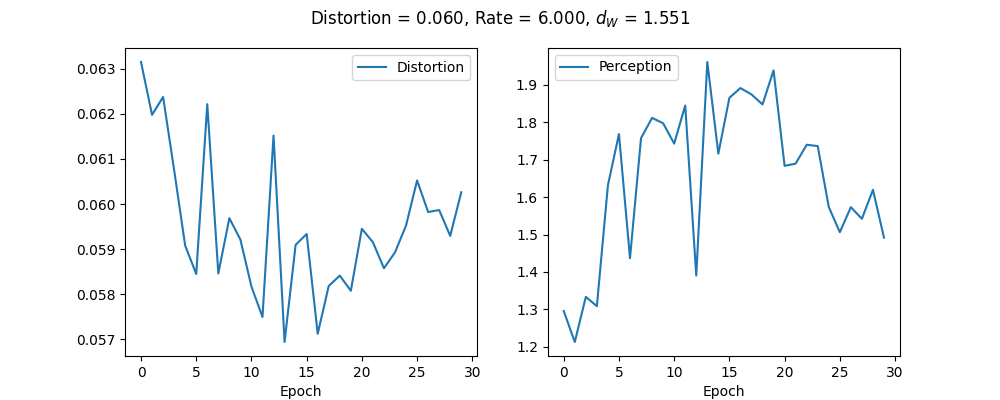 Distortion = 0.060, Rate = 6.000, d_W = 1.551
Distortion
0.063
0.062
0.061
0.060
0.059
0.058
0.057
0 5 10 15 20 25 30
Epoch
Perception
1.9
1.8
1.7
1.6
1.5
1.4
1.3
1.2
0 5 10 15 20 25 30
Epoch